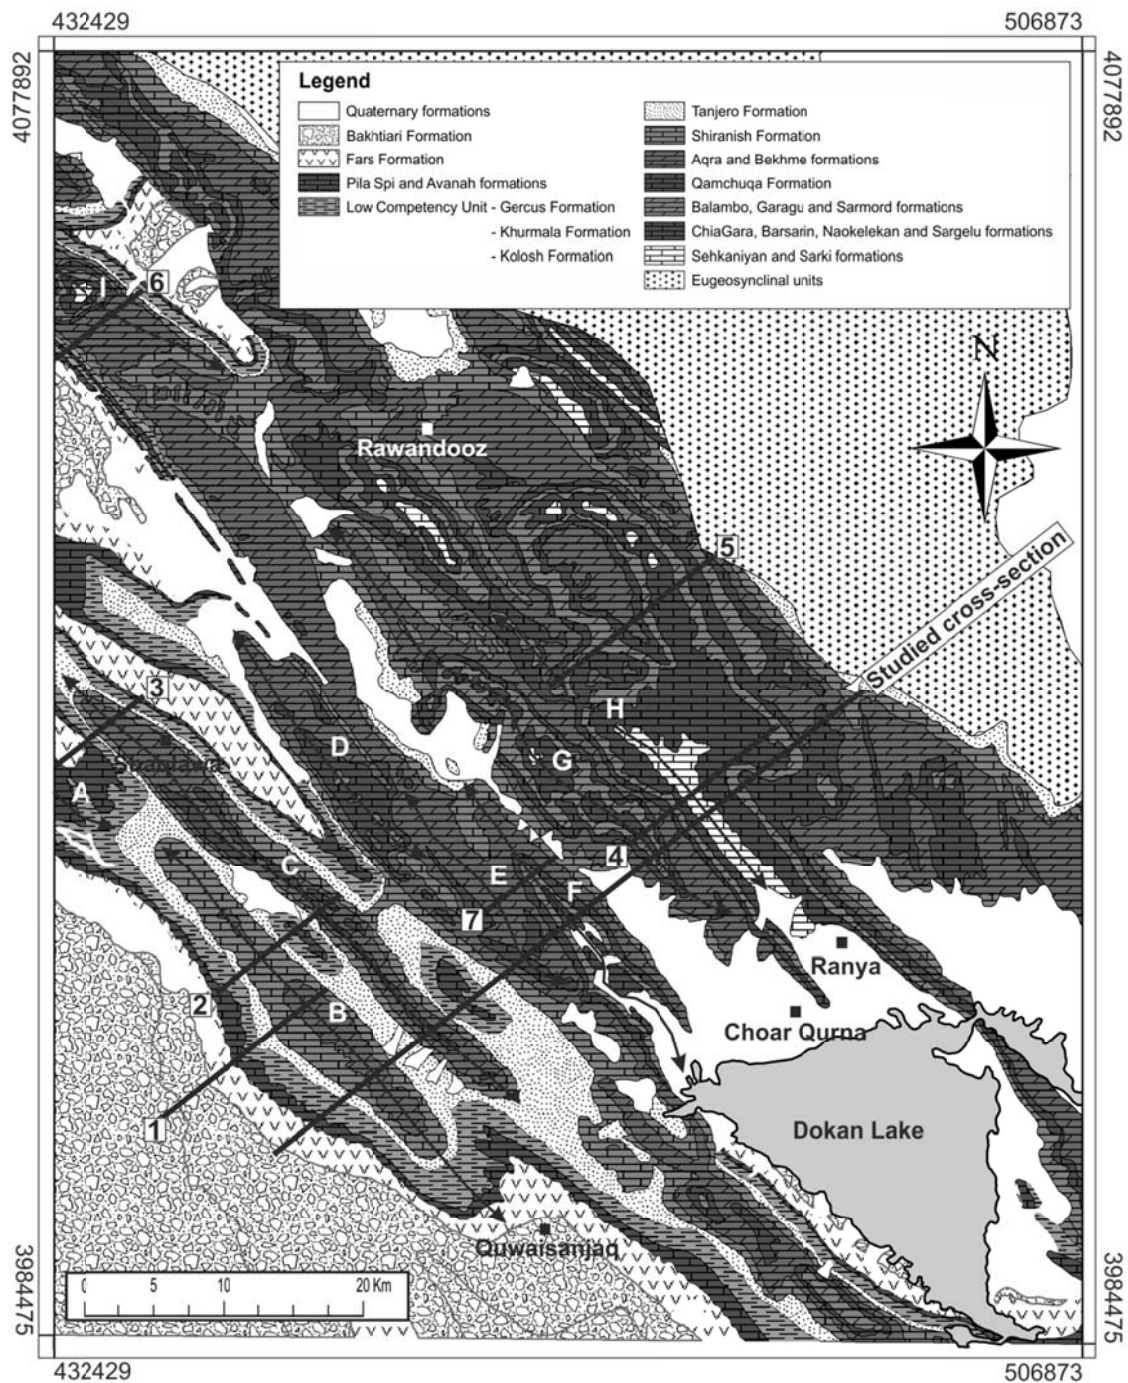 432429
506873
4077892
4077892
Legend
Quaternary formations
Bakhtiari Formation
Fars Formation
Pila Spi and Avanah formations
Low Competency Unit - Gercus Formation
- Khurmala Formation
- Kolosh Formation
Tanjero Formation
Shiranish Formation
Aqra and Bekhme formations
Qamchuqa Formation
Balambo, Garagu and Sarmord formations
ChiaGara, Barsarin, Naokelekan and Sargelu formations
Sehkaniyan and Sarki formations
Eugeosynclinal units
I
6
N
Rawandooz
5
Studied cross-section
3
H
D
G
A
4
C
E
F
7
Ranya
2
B
Choar Qurna
1
Dokan Lake
Quwaisanjaq
0
5
10
20 Km
3984475
3984475
432429
506873